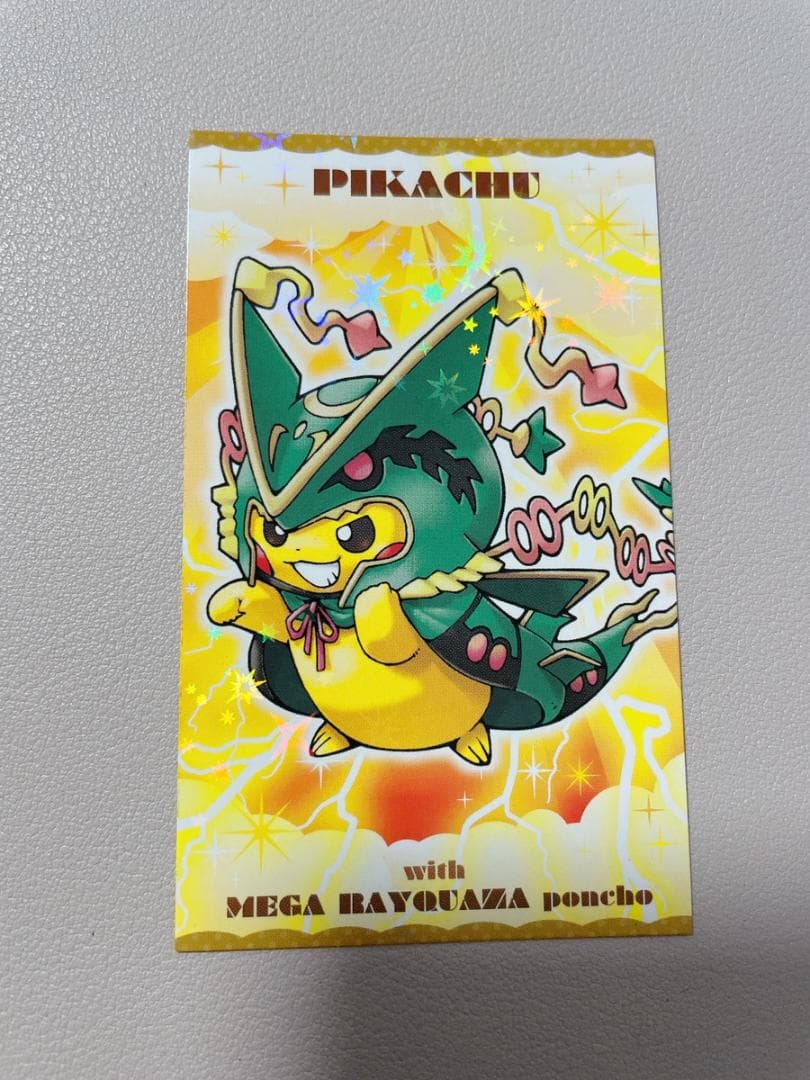 PIKACHU
with
MEGA RAYQUAZA poncho